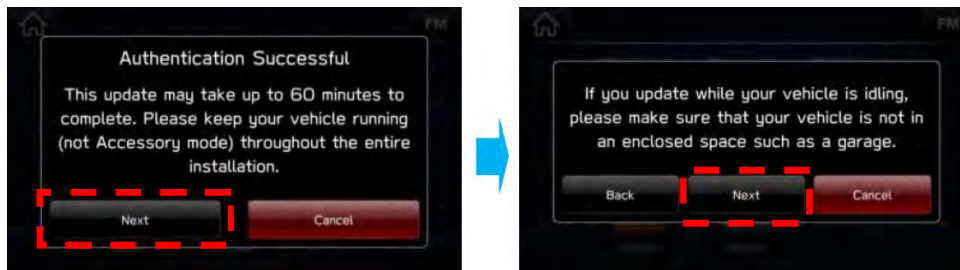 FM
Authentication Successful
This update may take up to 60 minutes to
complete. Please keep your vehicle running
(not Accessory mode) throughout the entire
installation.
Next
Cancel
FM
If you update while your vehicle is idling,
please make sure that your vehicle is not in
an enclosed space such as a garage.
Back
Next
Cancel